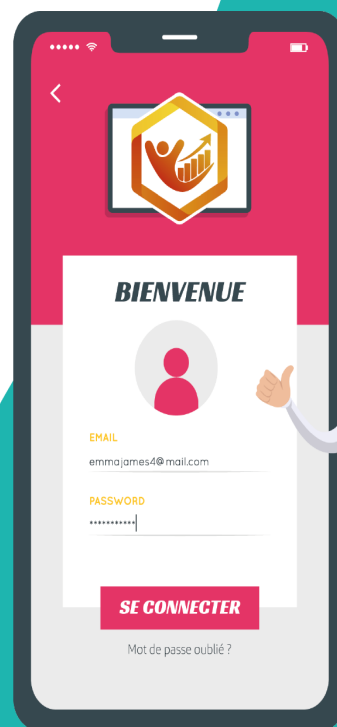 BIENVENUE
EMAIL
emmajames4@mail.com
PASSWORD
•••••••••••
SE CONNECTER
Mot de passe oublié ?